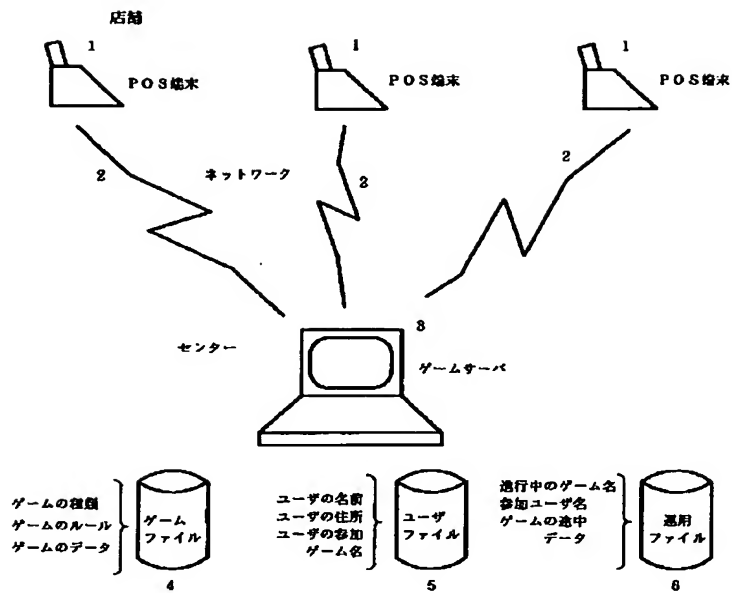 店舗
1
POS端末
1
POS端末
1
POS端末
2
ネットワーク
2
2
センター
3
ゲームサーバ
ゲームの種類
ゲームのルール
ゲームのデータ
ゲーム
ファイル
4
ユーザの名前
ユーザの住所
ユーザの参加
ゲーム名
ユーザ
ファイル
5
進行中のゲーム名
参加ユーザ名
ゲームの途中
データ
運用
ファイル
6